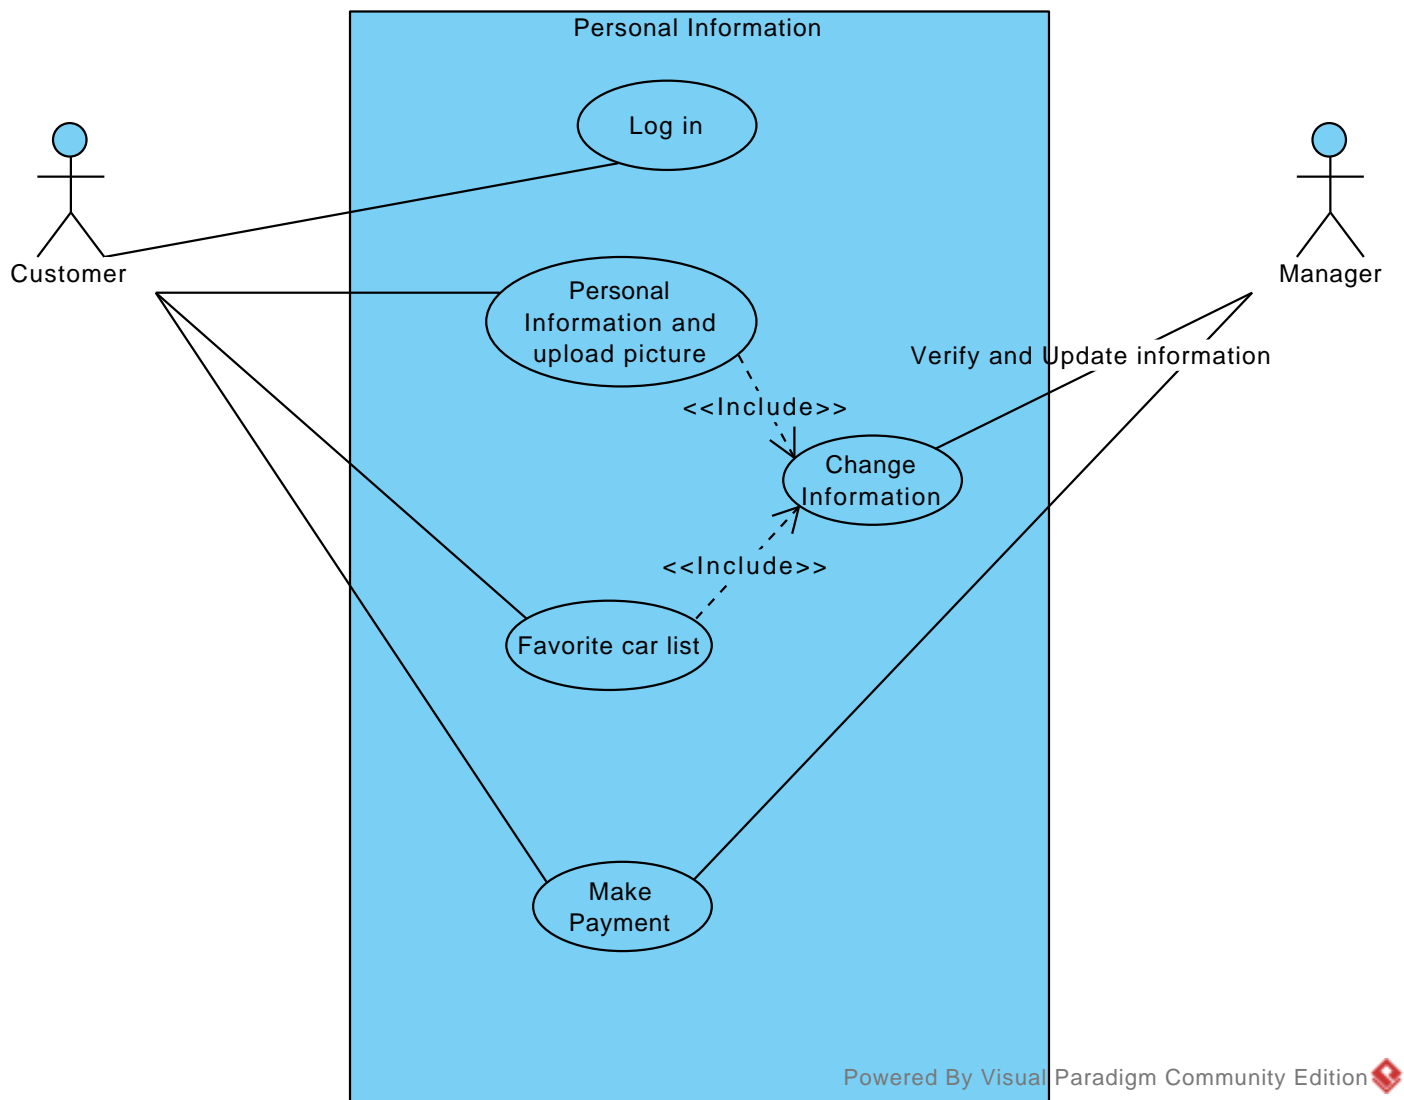 Personal Information
Log in
Customer
Manager
Personal
Information and
upload picture
Verify and Update information
<<Include>>
Change
Information
<<Include>>
Favorite car list
Make
Payment
Powered By Visual Paradigm Community Edition